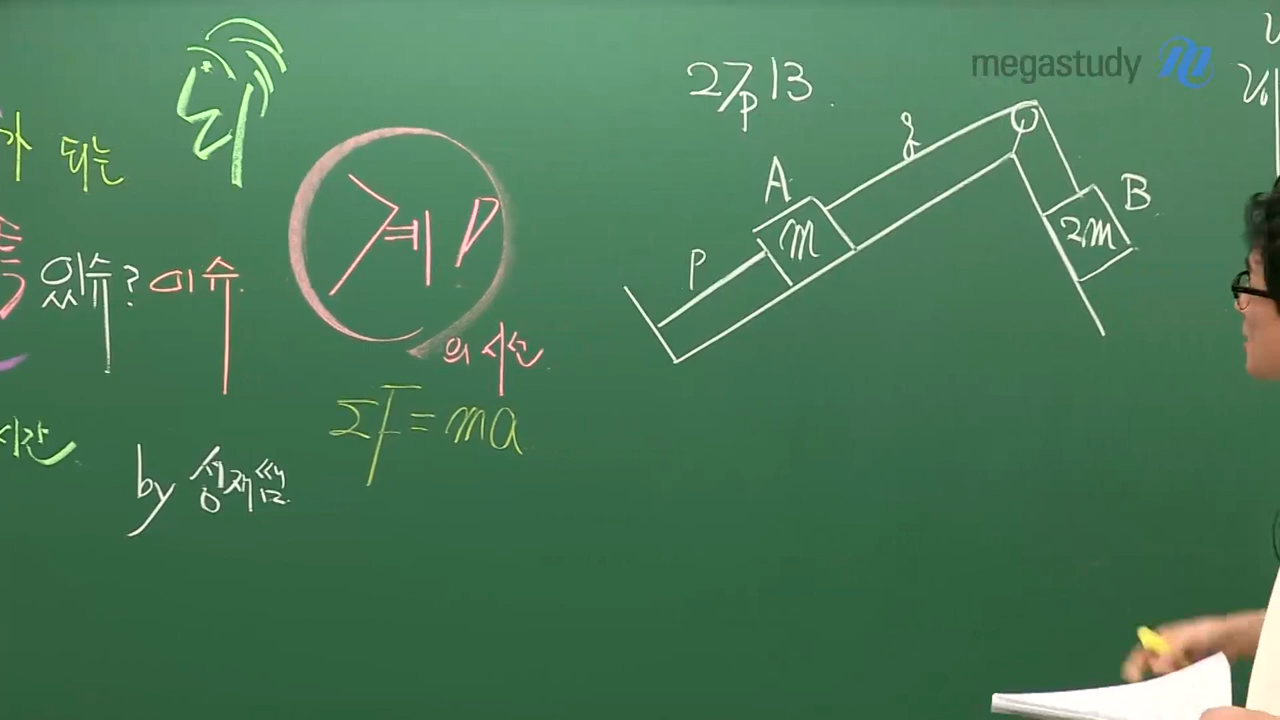 가 되는
있슈? 이슈
시간
by 성재쌤
계
의 시선
ΣF = ma
27p 13.
megastudy
A
m
p
q
B
2m